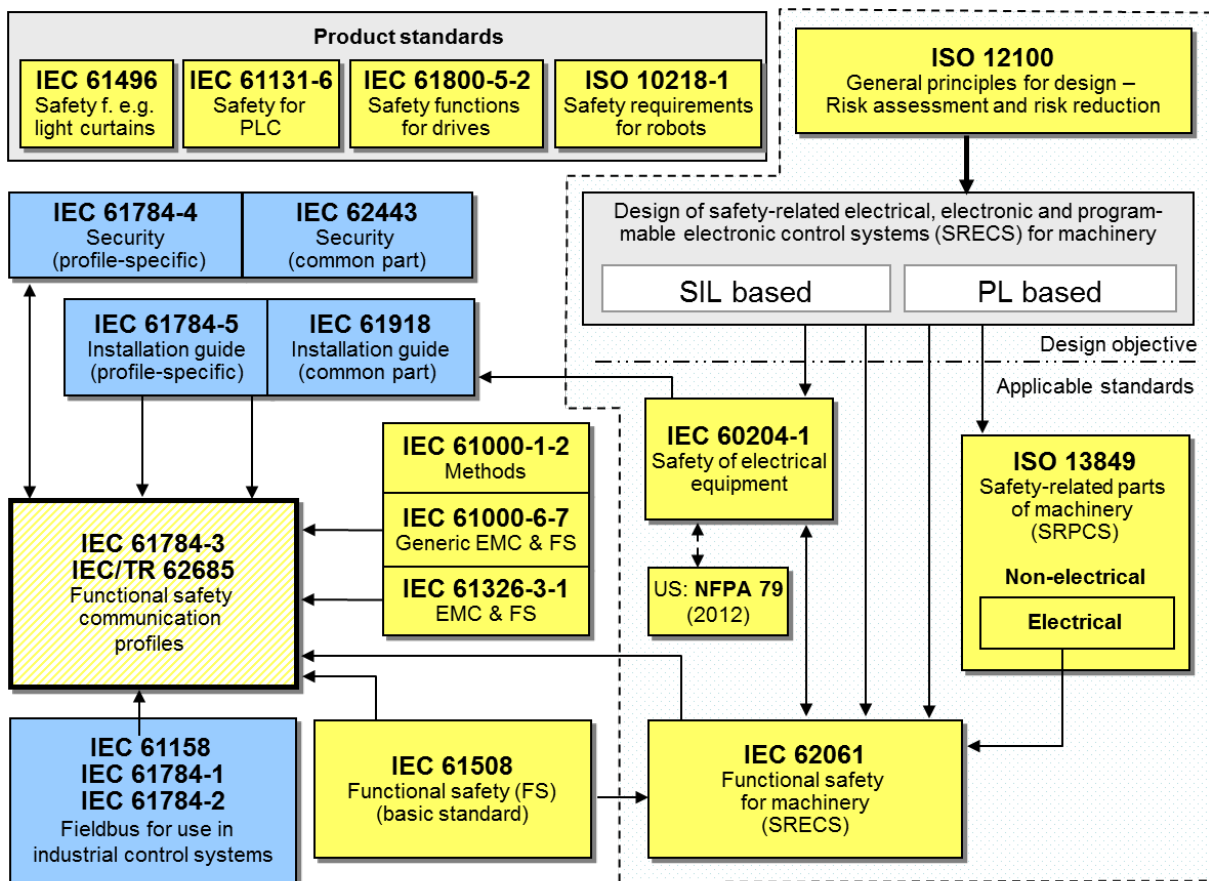 Product standards
IEC 61496
Safety f. e.g.
light curtains
IEC 61131-6
Safety for
PLC
IEC 61800-5-2
Safety functions
for drives
ISO 10218-1
Safety requirements
for robots
ISO 12100
General principles for design –
Risk assessment and risk reduction
Design of safety-related electrical, electronic and program-
mable electronic control systems (SRECS) for machinery
SIL based
PL based
Design objective
Applicable standards
IEC 61784-4
Security
(profile-specific)
IEC 62443
Security
(common part)
IEC 61784-5
Installation guide
(profile-specific)
IEC 61918
Installation guide
(common part)
IEC 61000-1-2
Methods
IEC 61000-6-7
Generic EMC & FS
IEC 61326-3-1
EMC & FS
IEC 60204-1
Safety of electrical
equipment
US: NFPA 79
(2012)
ISO 13849
Safety-related parts
of machinery
(SRPCS)
Non-electrical
Electrical
IEC 61784-3
IEC/TR 62685
Functional safety
communication
profiles
IEC 61158
IEC 61784-1
IEC 61784-2
Fieldbus for use in
industrial control systems
IEC 61508
Functional safety (FS)
(basic standard)
IEC 62061
Functional safety
for machinery
(SRECS)